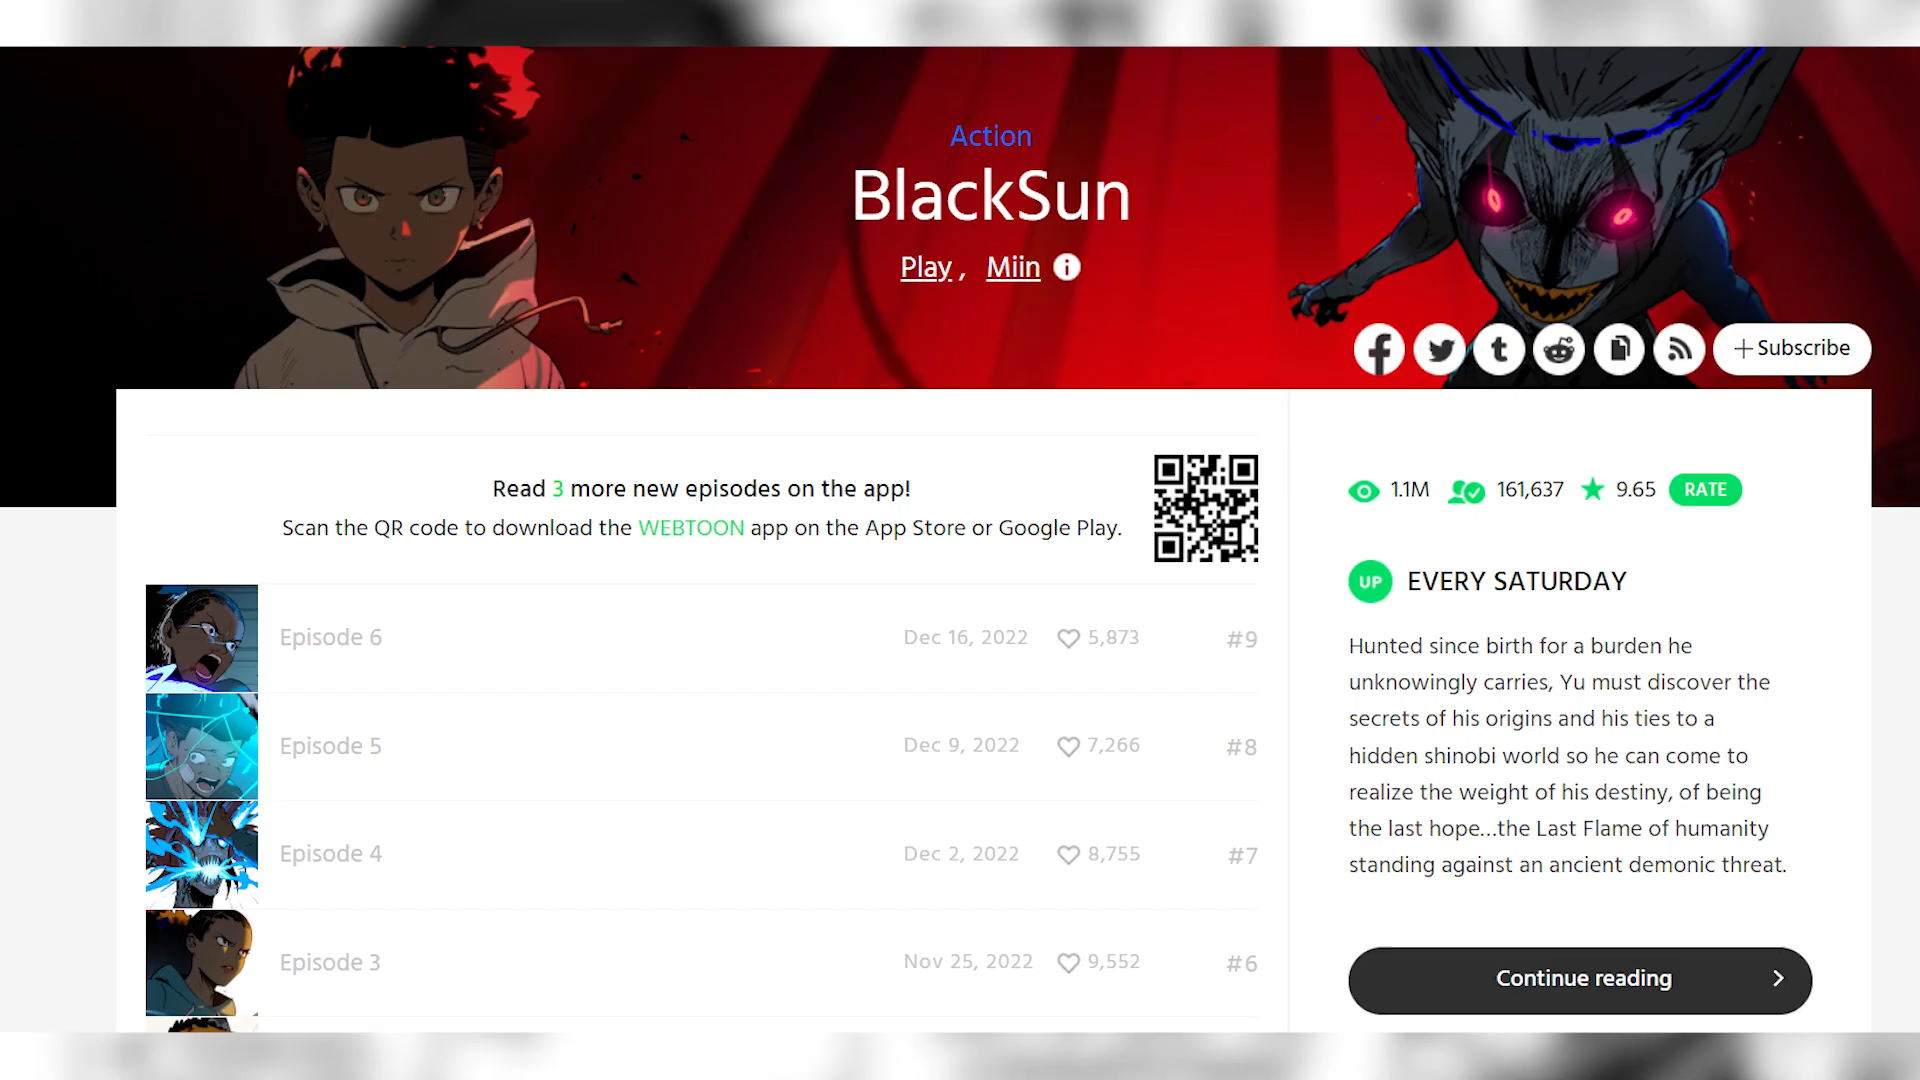 Action
BlackSun
Play , Miin i
+ Subscribe
Read 3 more new episodes on the app!
Scan the QR code to download the WEBTOON app on the App Store or Google Play.
Episode 6 Dec 16, 2022 5,873 #9
Episode 5 Dec 9, 2022 7,266 #8
Episode 4 Dec 2, 2022 8,755 #7
Episode 3 Nov 25, 2022 9,552 #6
1.1M 161,637 9.65 RATE
UP EVERY SATURDAY
Hunted since birth for a burden he
unknowingly carries, Yu must discover the
secrets of his origins and his ties to a
hidden shinobi world so he can come to
realize the weight of his destiny, of being
the last hope...the Last Flame of humanity
standing against an ancient demonic threat.
Continue reading